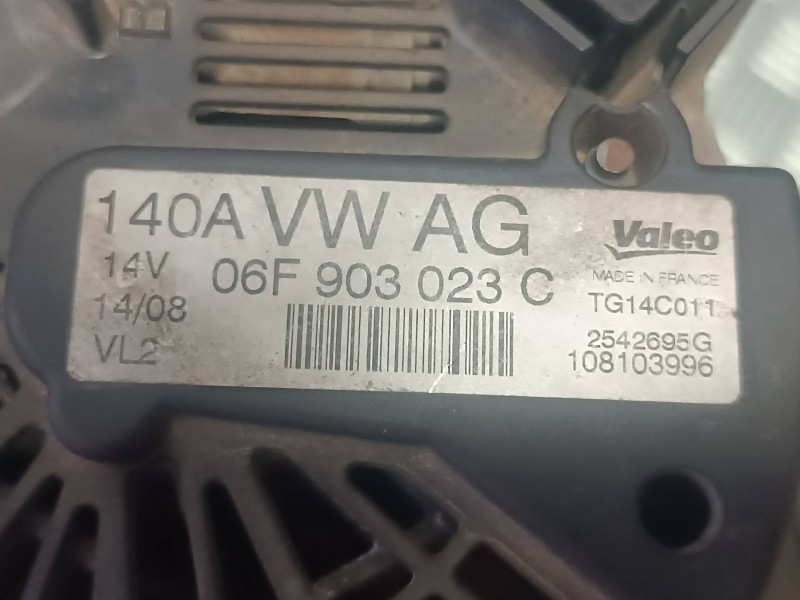 B
140A VW AG
Valeo
14V 06F 903 023 C
MADE IN FRANCE
14/08
TG14C011
VL2
2542695G
108103996